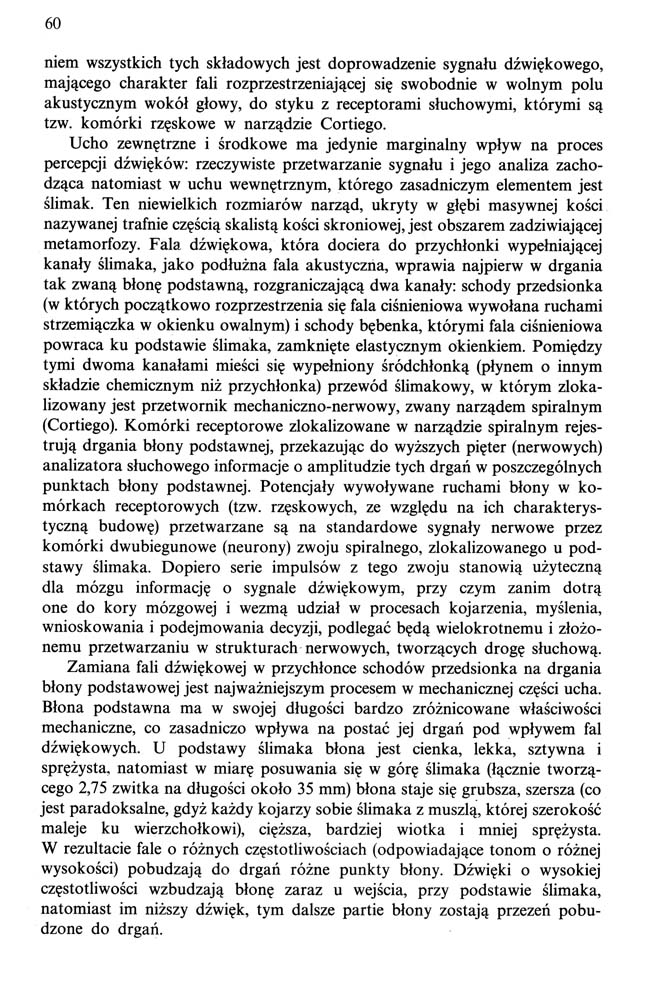 60
niem wszystkich tych składowych jest doprowadzenie sygnału dźwiękowego,
mającego charakter fali rozprzestrzeniającej się swobodnie w wolnym polu
akustycznym wokół głowy, do styku z receptorami słuchowymi, którymi są
tzw. komórki rzęskowe w narządzie Cortiego.
Ucho zewnętrzne i środkowe ma jedynie marginalny wpływ na proces
percepcji dźwięków: rzeczywiste przetwarzanie sygnału i jego analiza zacho-
dząca natomiast w uchu wewnętrznym, którego zasadniczym elementem jest
ślimak. Ten niewielkich rozmiarów narząd, ukryty w głębi masywnej kości
nazywanej trafnie częścią skalistą kości skroniowej, jest obszarem zadziwiającej
metamorfozy. Fala dźwiękowa, która dociera do przychłonki wypełniającej
kanały ślimaka, jako podłużna fala akustyczna, wprawia najpierw w drgania
tak zwaną błonę podstawną, rozgraniczającą dwa kanały: schody przedsionka
(w których początkowo rozprzestrzenia się fala ciśnieniowa wywołana ruchami
strzemiączka w okienku owalnym) i schody bębenka, którymi fala ciśnieniowa
powraca ku podstawie ślimaka, zamknięte elastycznym okienkiem. Pomiędzy
tymi dwoma kanałami mieści się wypełniony śródchłonką (płynem o innym
składzie chemicznym niż przychłonka) przewód ślimakowy, w którym zloka-
lizowany jest przetwornik mechaniczno-nerwowy, zwany narządem spiralnym
(Cortiego). Komórki receptorowe zlokalizowane w narządzie spiralnym rejes-
trują drgania błony podstawnej, przekazując do wyższych pięter (nerwowych)
analizatora słuchowego informacje o amplitudzie tych drgań w poszczególnych
punktach błony podstawnej. Potencjały wywoływane ruchami błony w ko-
mórkach receptorowych (tzw. rzęskowych, ze względu na ich charakterys-
tyczną budowę) przetwarzane są na standardowe sygnały nerwowe przez
komórki dwubiegunowe (neurony) zwoju spiralnego, zlokalizowanego u pod-
stawy ślimaka. Dopiero serie impulsów z tego zwoju stanowią użyteczną
dla mózgu informację o sygnale dźwiękowym, przy czym zanim dotrą
one do kory mózgowej i wezmą udział w procesach kojarzenia, myślenia,
wnioskowania i podejmowania decyzji, podlegać będą wielokrotnemu i złożo-
nemu przetwarzaniu w strukturach nerwowych, tworzących drogę słuchową.
Zamiana fali dźwiękowej w przychłonce schodów przedsionka na drgania
błony podstawowej jest najważniejszym procesem w mechanicznej części ucha.
Błona podstawna ma w swojej długości bardzo zróżnicowane właściwości
mechaniczne, co zasadniczo wpływa na postać jej drgań pod wpływem fal
dźwiękowych. U podstawy ślimaka błona jest cienka, lekka, sztywna i
sprężysta, natomiast w miarę posuwania się w górę ślimaka (łącznie tworzą-
cego 2,75 zwitka na długości około 35 mm) błona staje się grubsza, szersza (co
jest paradoksalne, gdyż każdy kojarzy sobie ślimaka z muszlą, której szerokość
maleje ku wierzchołkowi), cięższa, bardziej wiotka i mniej sprężysta.
W rezultacie fale o różnych częstotliwościach (odpowiadające tonom o różnej
wysokości) pobudzają do drgań różne punkty błony. Dźwięki o wysokiej
częstotliwości wzbudzają błonę zaraz u wejścia, przy podstawie ślimaka,
natomiast im niższy dźwięk, tym dalsze partie błony zostają przezeń pobu-
dzone do drgań.